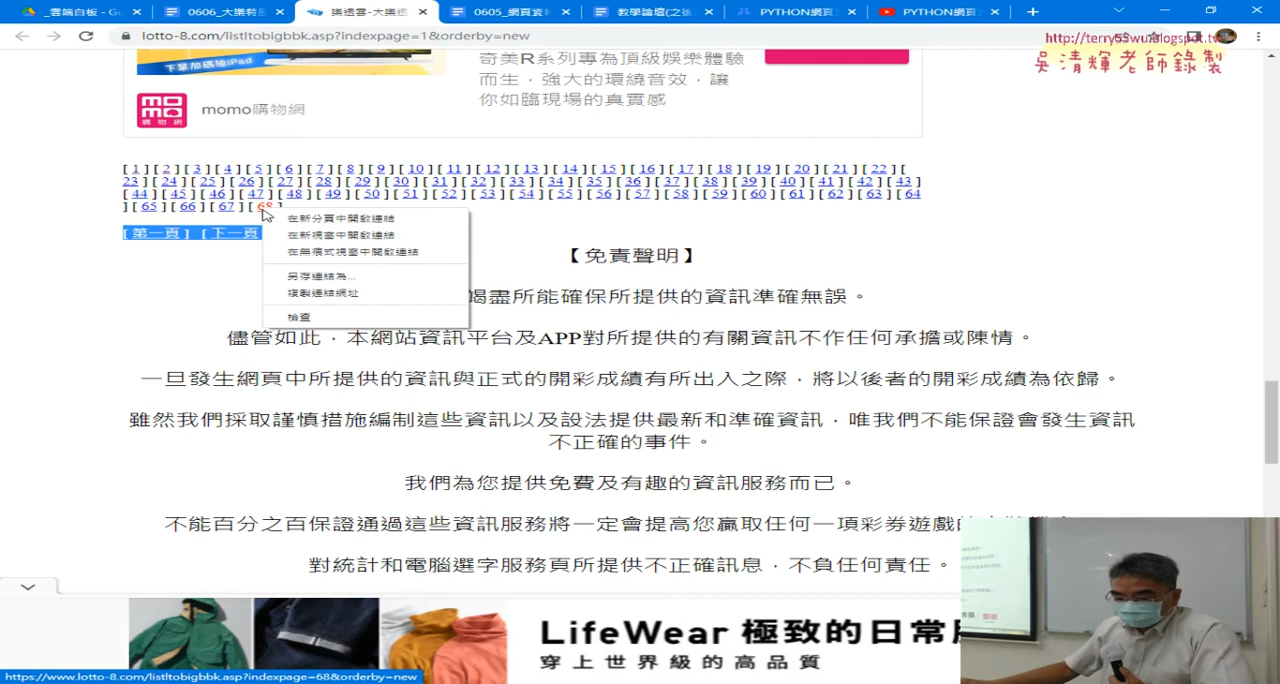 _雲端白板 - Go
0606_大樂特
樂透雲-大樂透
0605_網頁資料
教學論壇(之後
PYTHON網頁
PYTHON網頁
lotto-8.com/listltobigbbk.asp?indexpage=1&orderby=new
http://terry55wu.blogspot.tw
吳清輝老師錄製
下單加碼抽iPad
奇美R系列專為頂級娛樂體驗
而生，強大的環繞音效，讓
你如臨現場的真實感
momo
購物網
momo購物網
[ 1 ] [ 2 ] [ 3 ] [ 4 ] [ 5 ] [ 6 ] [ 7 ] [ 8 ] [ 9 ] [ 10 ] [ 11 ] [ 12 ] [ 13 ] [ 14 ] [ 15 ] [ 16 ] [ 17 ] [ 18 ] [ 19 ] [ 20 ] [ 21 ] [ 22 ] [
23 ] [ 24 ] [ 25 ] [ 26 ] [ 27 ] [ 28 ] [ 29 ] [ 30 ] [ 31 ] [ 32 ] [ 33 ] [ 34 ] [ 35 ] [ 36 ] [ 37 ] [ 38 ] [ 39 ] [ 40 ] [ 41 ] [ 42 ] [ 43 ]
[ 44 ] [ 45 ] [ 46 ] [ 47 ] [ 48 ] [ 49 ] [ 50 ] [ 51 ] [ 52 ] [ 53 ] [ 54 ] [ 55 ] [ 56 ] [ 57 ] [ 58 ] [ 59 ] [ 60 ] [ 61 ] [ 62 ] [ 63 ] [ 64
] [ 65 ] [ 66 ] [ 67 ] [ 68 ]
[ 第一頁 ] [ 下一頁
在新分頁中開啟連結
在新視窗中開啟連結
在無痕式視窗中開啟連結
另存連結為...
複製連結網址
檢查
【免責聲明】
竭盡所能確保所提供的資訊準確無誤。
儘管如此，本網站資訊平台及APP對所提供的有關資訊不作任何承擔或陳情。
一旦發生網頁中所提供的資訊與正式的開彩成績有所出入之際，將以後者的開彩成績為依歸。
雖然我們採取謹慎措施編制這些資訊以及設法提供最新和準確資訊，唯我們不能保證會發生資訊
不正確的事件。
我們為您提供免費及有趣的資訊服務而已。
不能百分之百保證通過這些資訊服務將一定會提高您贏取任何一項彩券遊戲的
對統計和電腦選字服務頁所提供不正確訊息，不負任何責任。
LifeWear 極致的日常
穿上世界級的高品質
https://www.lotto-8.com/listltobigbbk.asp?indexpage=68&orderby=new